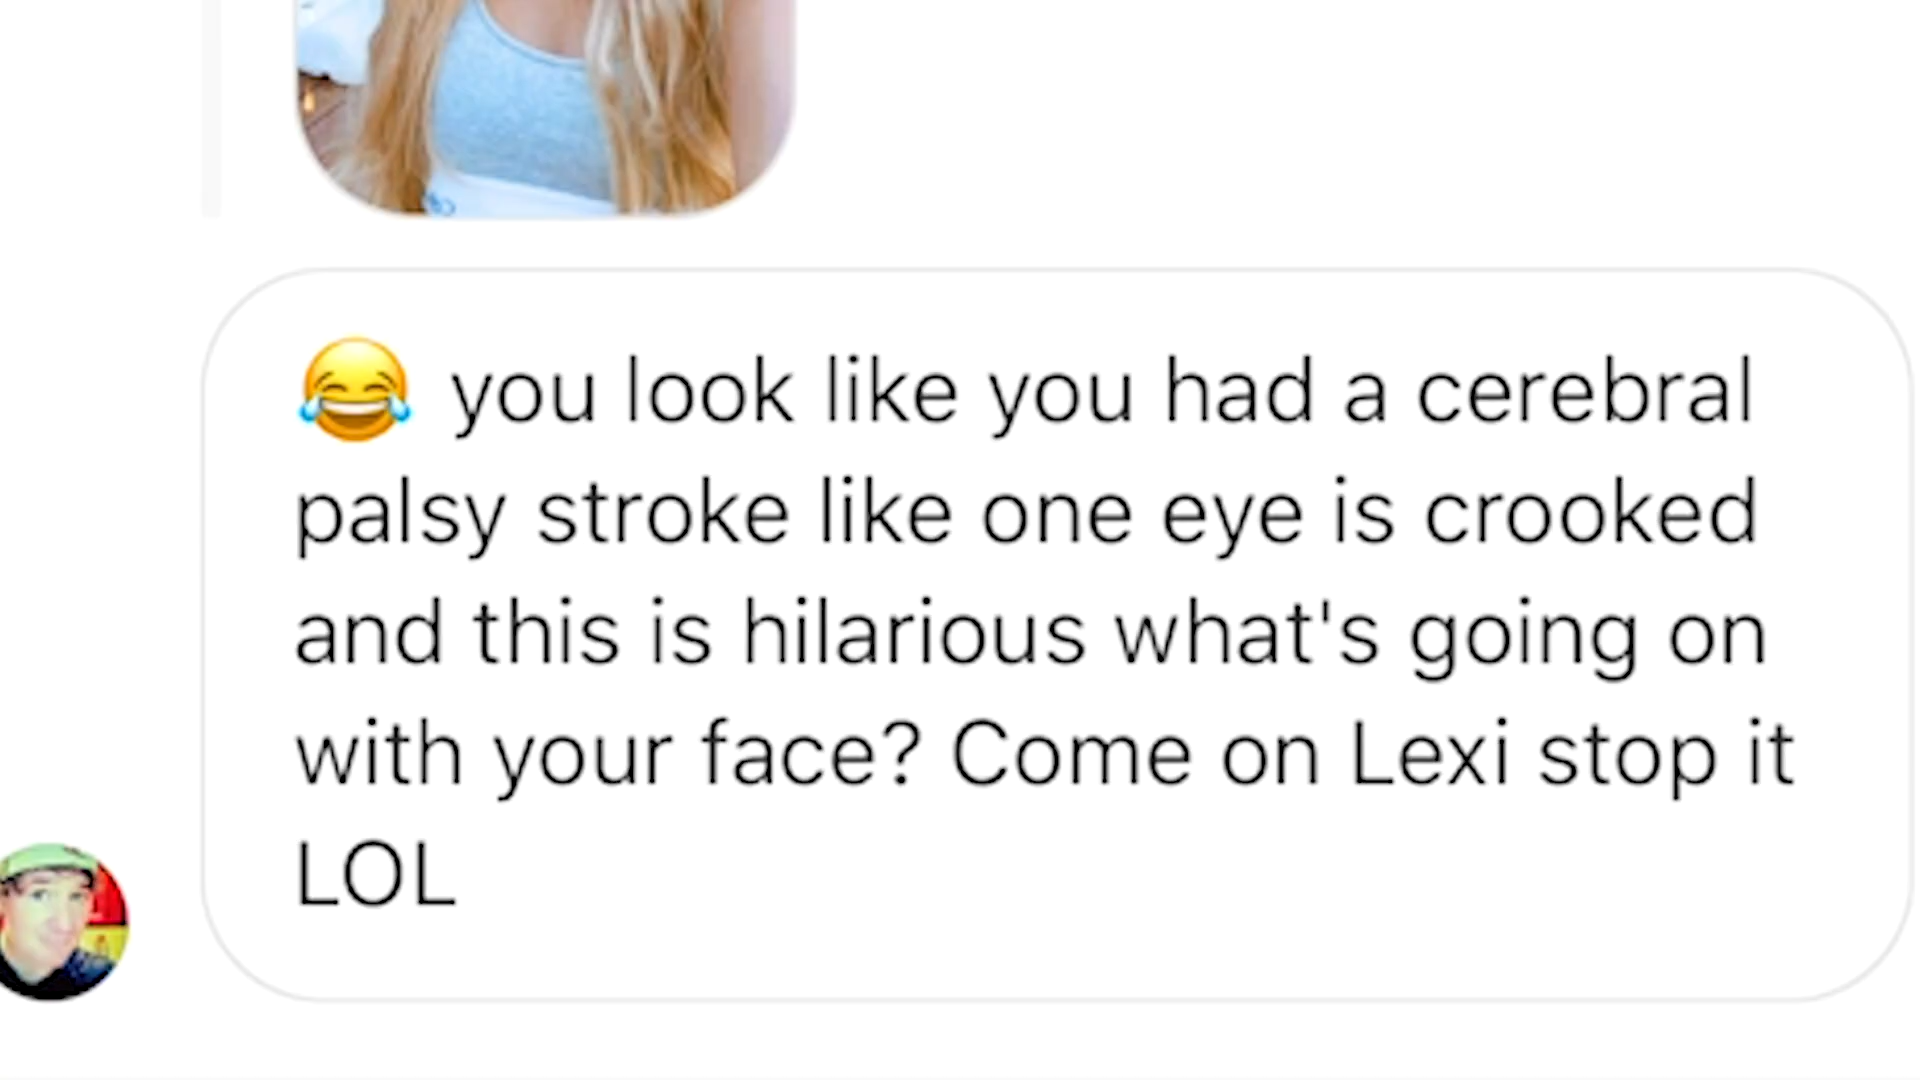 😂 you look like you had a cerebral
palsy stroke like one eye is crooked
and this is hilarious what's going on
with your face? Come on Lexi stop it
LOL